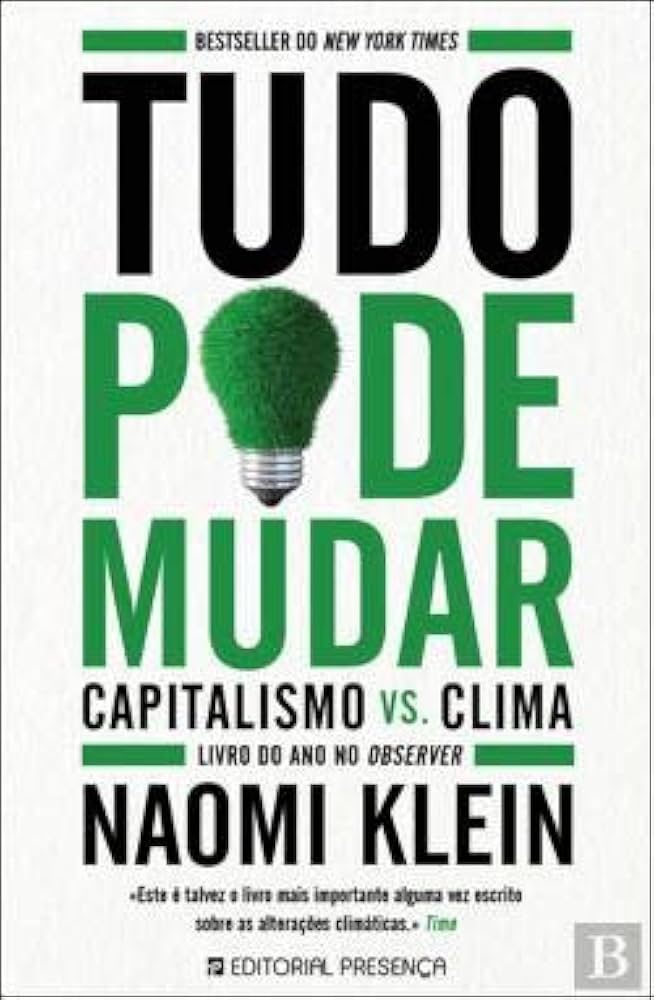 BESTSELLER DO NEW YORK TIMES
TUDO
PODE
MUDAR
CAPITALISMO VS. CLIMA
LIVRO DO ANO NO OBSERVER
NAOMI KLEIN
«Este é talvez o livro mais importante alguma vez escrito
sobre as alterações climáticas.» Time
EDITORIAL PRESENÇA
B